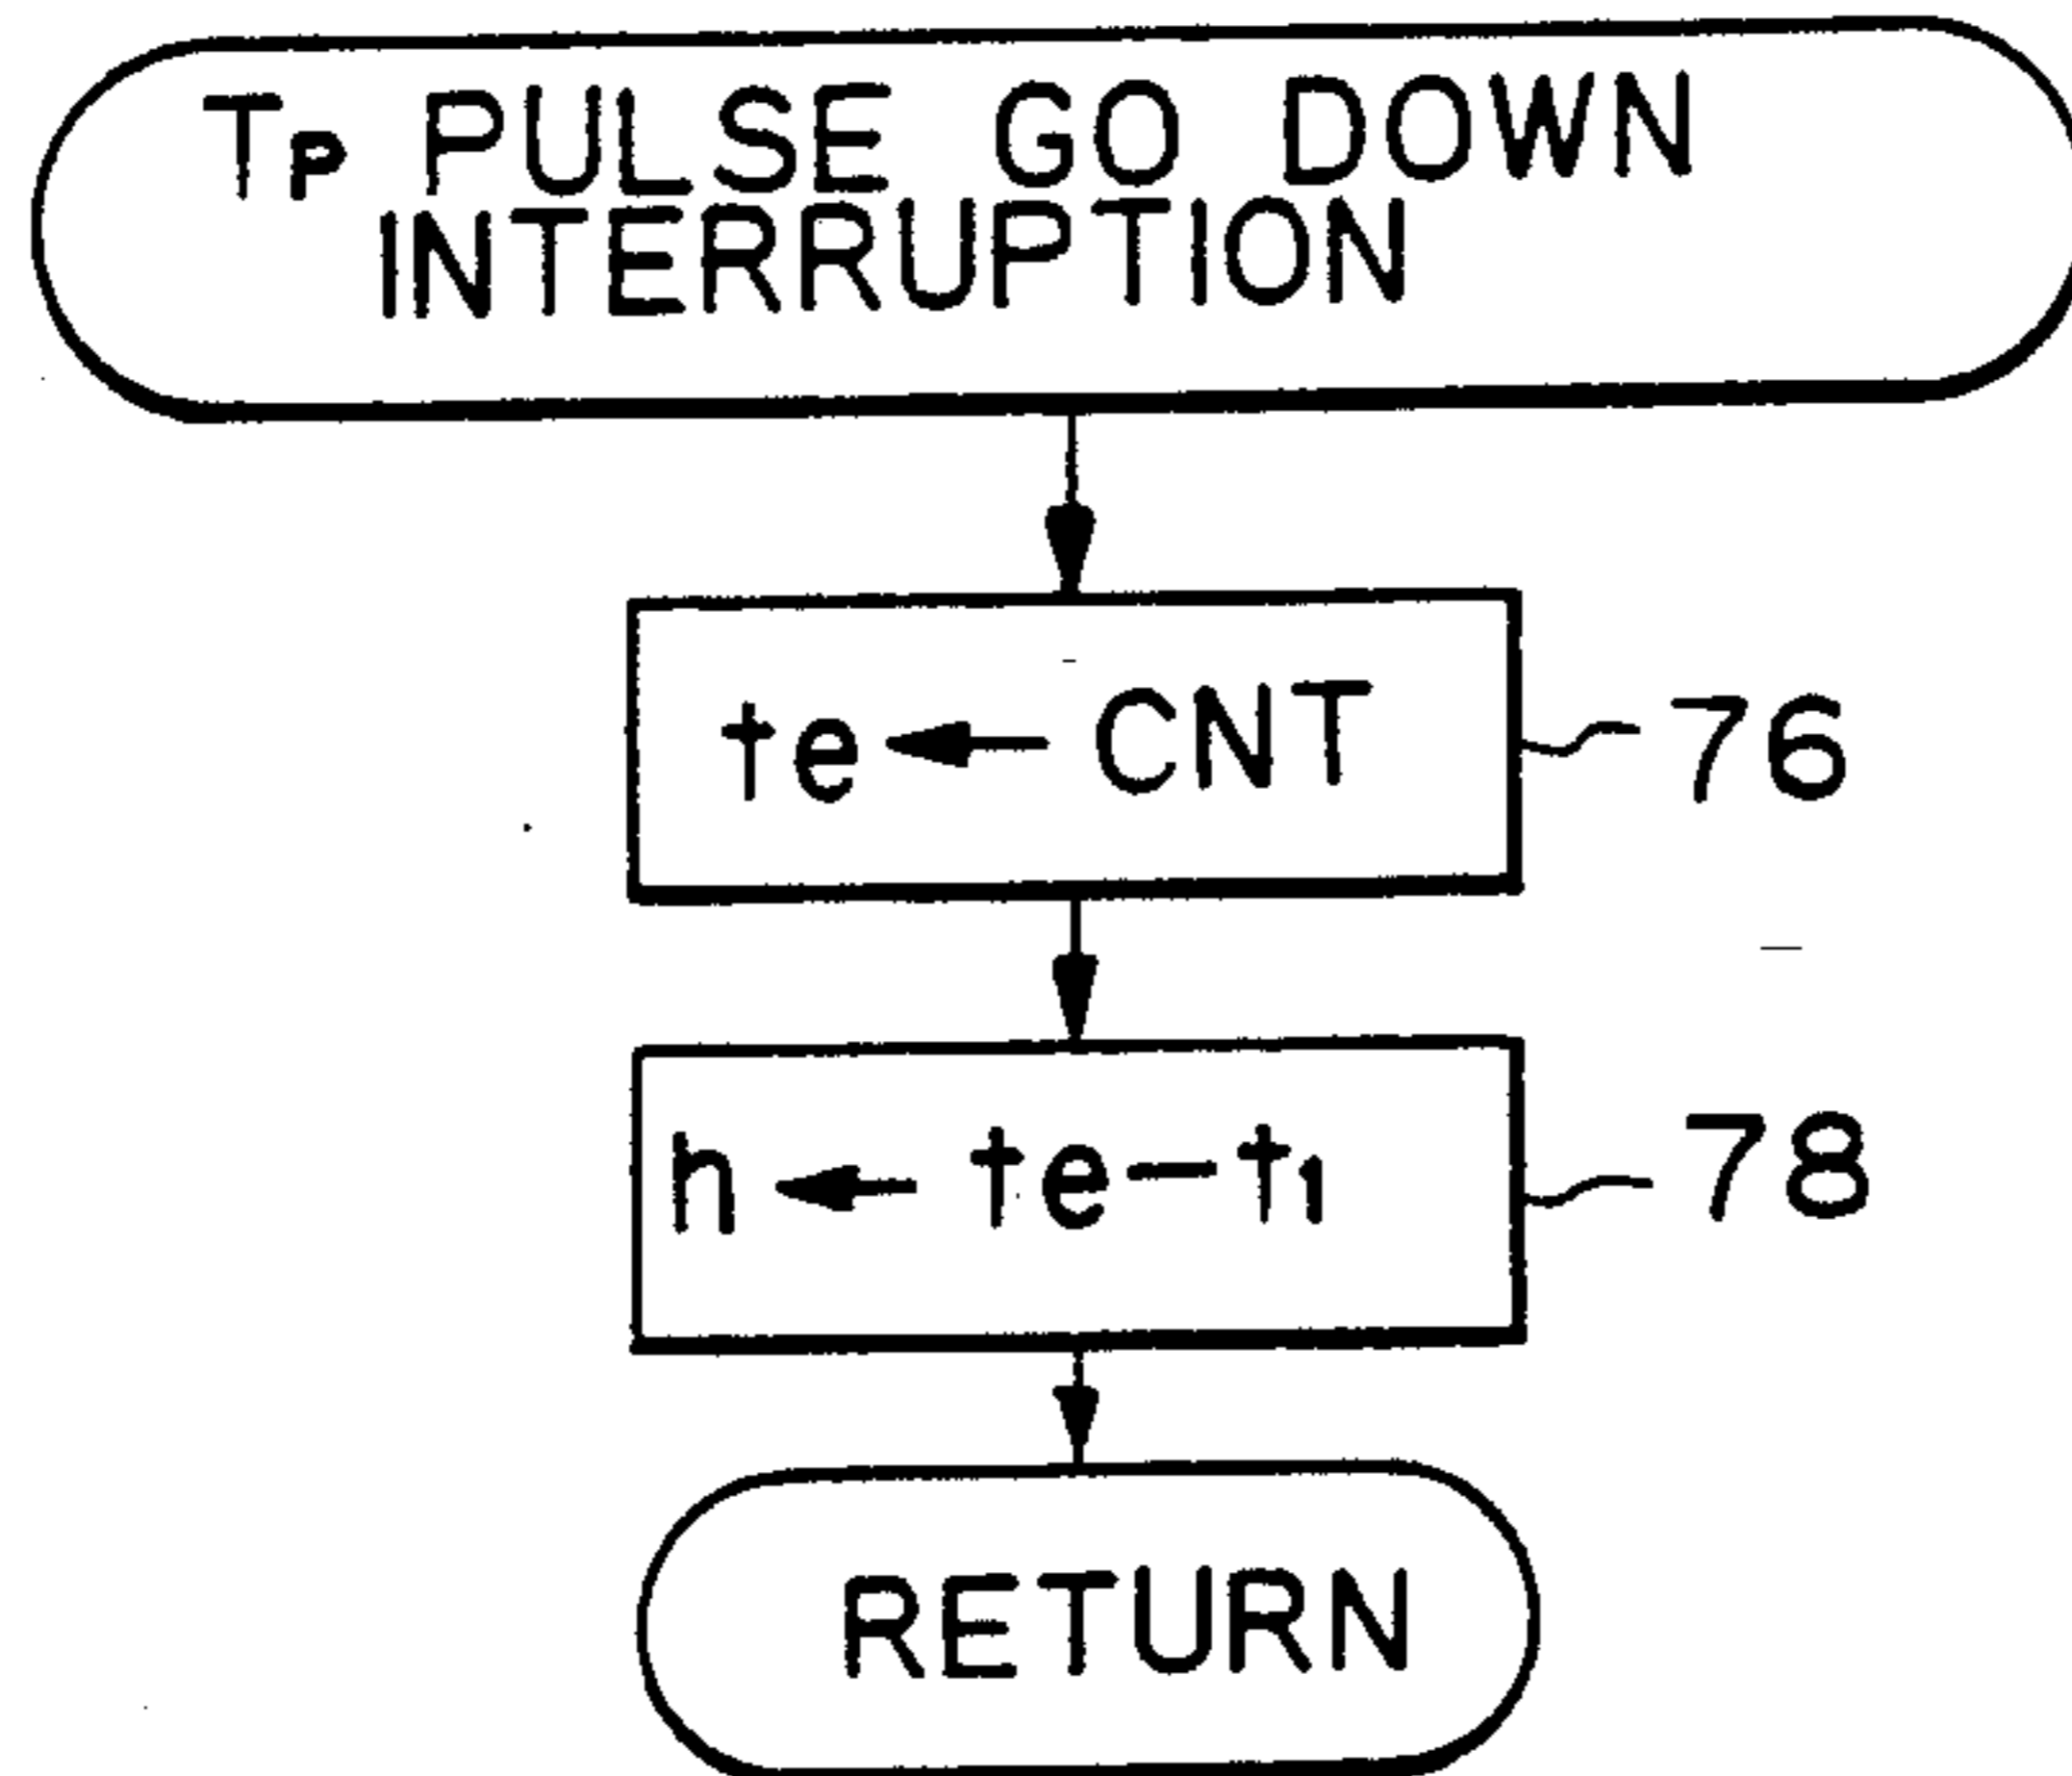 Tp PULSE GO DOWN
INTERRUPTION
te ← CNT
76
h ← te − t1
78
RETURN